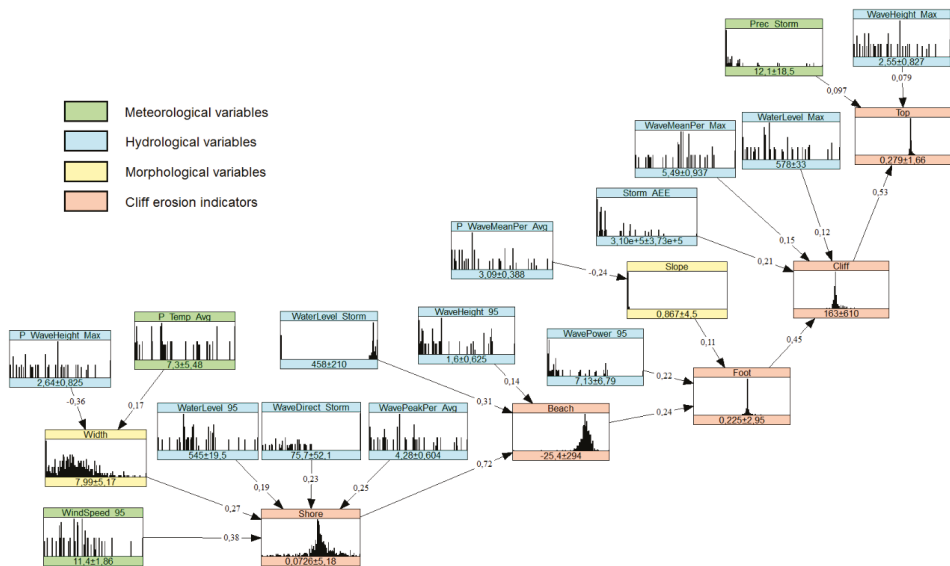 Prec_Storm
12,1±18,5
WaveHeight_Max
2,55±0,827
0,097
0,079
Top
0,279±1,66
Meteorological variables
Hydrological variables
Morphological variables
Cliff erosion indicators
WaveMeanPer_Max
5,49±0,937
WaterLevel_Max
578±33
0,53
Storm_AEE
3,10e+5±3,73e+5
0,15
0,12
0,21
P_WaveMeanPer_Avg
3,09±0,388
-0,24
Slope
0,867±4,5
Cliff
163±610
P_WaveHeight_Max
2,64±0,825
P_Temp_Avg
7,3±5,48
WaterLevel_Storm
458±210
WaveHeight_95
1,6±0,625
WavePower_95
7,13±6,79
0,11
0,45
0,22
Foot
0,225±2,95
0,14
0,31
0,24
-0,36
0,17
Width
7,99±5,17
WaterLevel_95
545±19,5
WaveDirect_Storm
75,7±52,1
WavePeakPer_Avg
4,28±0,604
Beach
-25,4±294
0,72
0,19
0,23
0,25
0,27
WindSpeed_95
11,4±1,86
0,38
Shore
0,0726±5,18